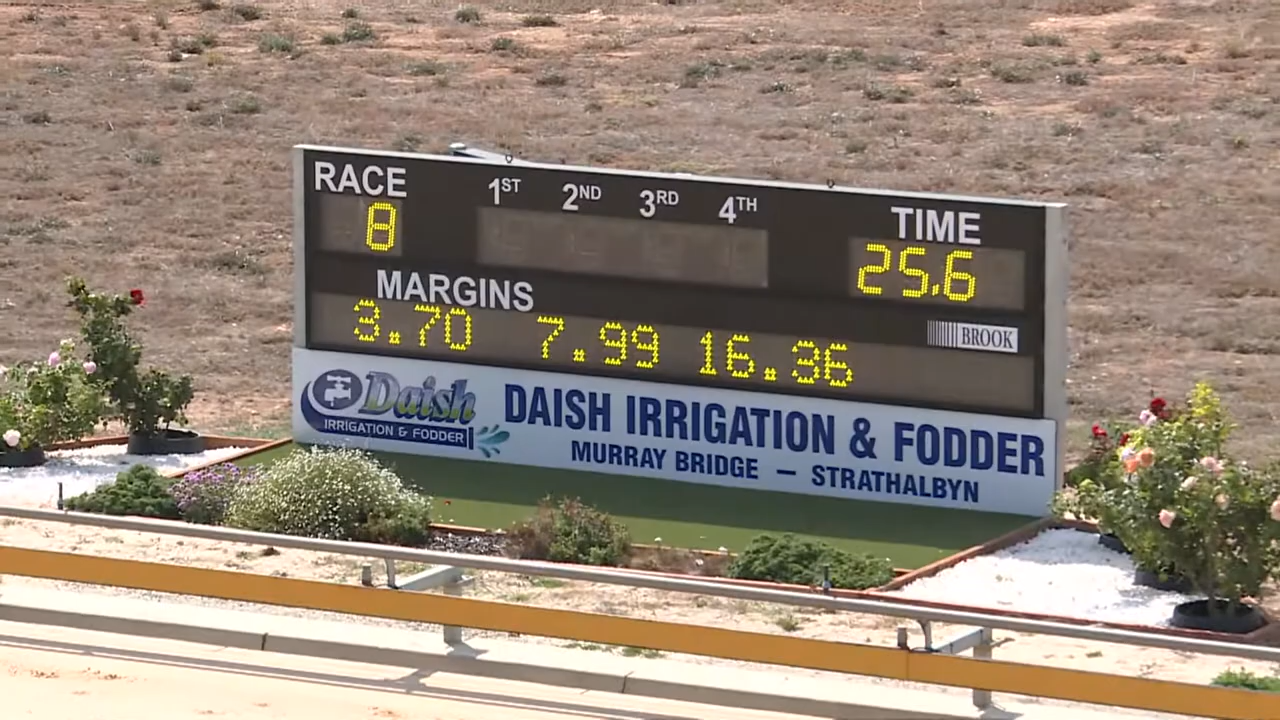 RACE 1ST 2ND 3RD 4TH TIME
8 25.6
MARGINS
3.70 7.99 16.36
BROOK
Daish
IRRIGATION & FODDER
DAISH IRRIGATION & FODDER
MURRAY BRIDGE – STRATHALBYN